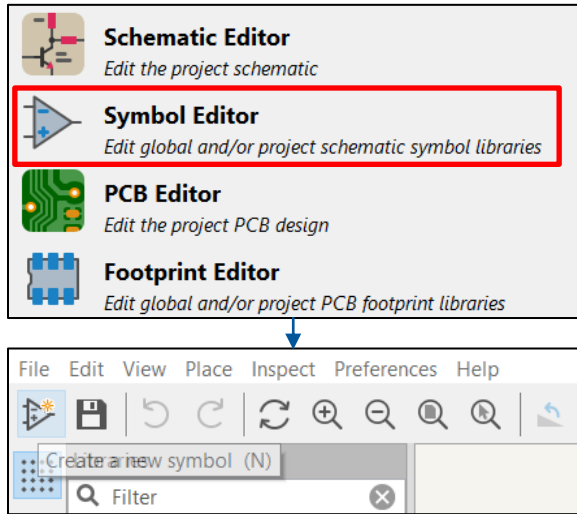 Schematic Editor
Edit the project schematic
Symbol Editor
Edit global and/or project schematic symbol libraries
PCB Editor
Edit the project PCB design
Footprint Editor
Edit global and/or project PCB footprint libraries
File Edit View Place Inspect Preferences Help
Create a new symbol (N)
Filter